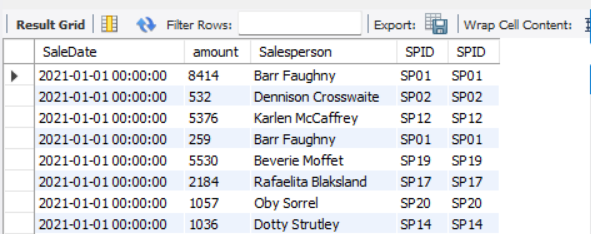 Result Grid Filter Rows: Export: Wrap Cell Content:
SaleDate amount Salesperson SPID SPID
2021-01-01 00:00:00 8414 Barr Faughny SP01 SP01
2021-01-01 00:00:00 532 Dennison Crosswaite SP02 SP02
2021-01-01 00:00:00 5376 Karlen McCaffrey SP12 SP12
2021-01-01 00:00:00 259 Barr Faughny SP01 SP01
2021-01-01 00:00:00 5530 Beverie Moffet SP19 SP19
2021-01-01 00:00:00 2184 Rafaelita Blaksland SP17 SP17
2021-01-01 00:00:00 1057 Oby Sorrel SP20 SP20
2021-01-01 00:00:00 1036 Dotty Strutley SP14 SP14